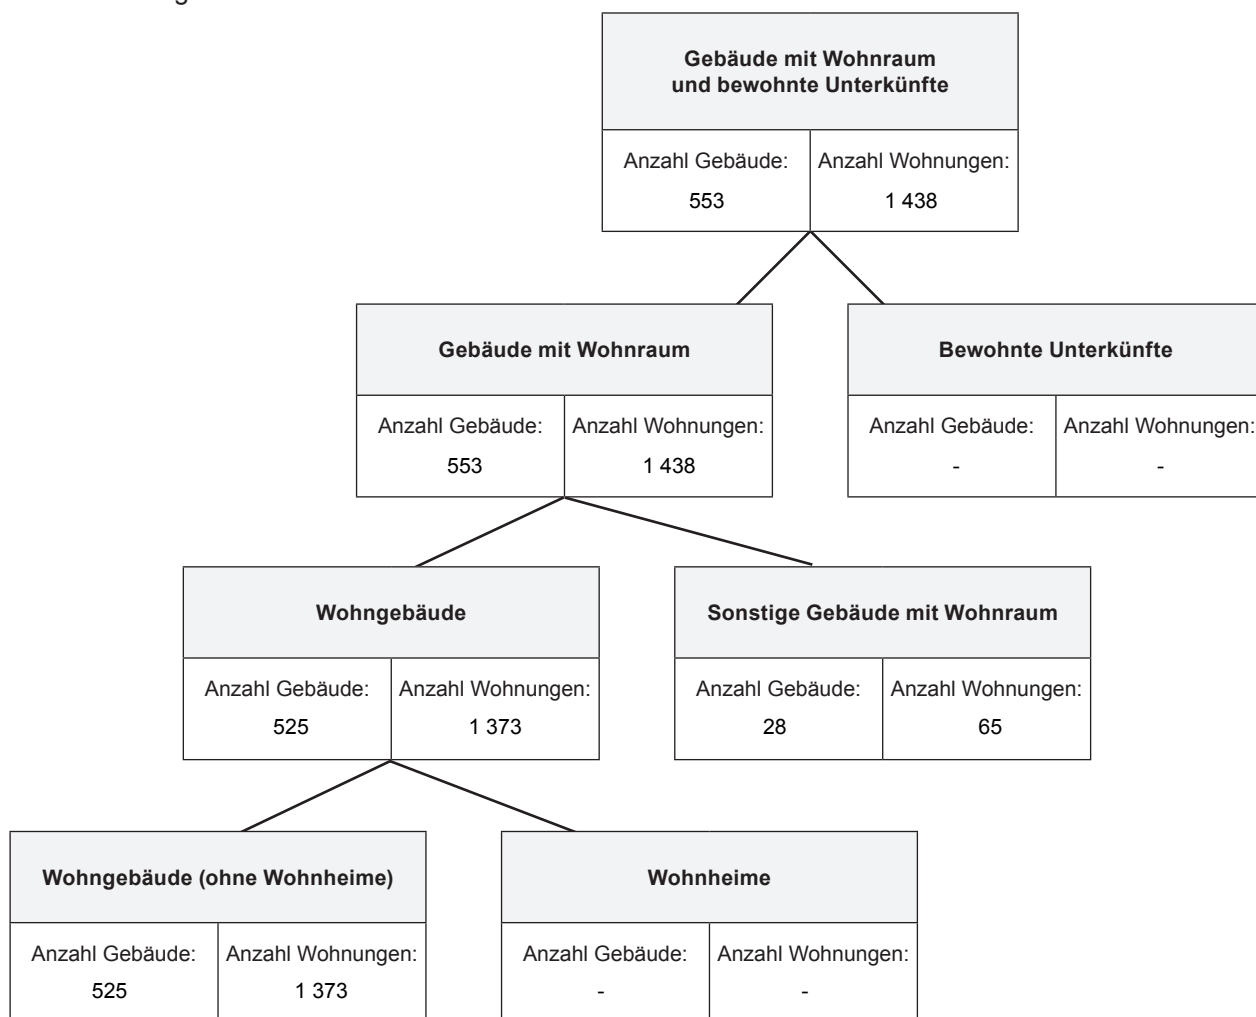 Gebäude mit Wohnraum
und bewohnte Unterkünfte
Anzahl Gebäude: Anzahl Wohnungen:
553 1 438
Gebäude mit Wohnraum Bewohnte Unterkünfte
Anzahl Gebäude: Anzahl Wohnungen: Anzahl Gebäude: Anzahl Wohnungen:
553 1 438 - -
Wohngebäude Sonstige Gebäude mit Wohnraum
Anzahl Gebäude: Anzahl Wohnungen: Anzahl Gebäude: Anzahl Wohnungen:
525 1 373 28 65
Wohngebäude (ohne Wohnheime) Wohnheime
Anzahl Gebäude: Anzahl Wohnungen: Anzahl Gebäude: Anzahl Wohnungen:
525 1 373 - -